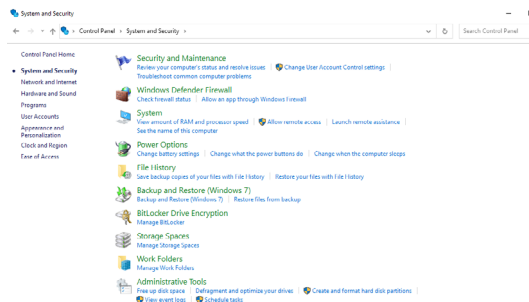 System and Security
Control Panel > System and Security >
Search Control Panel
Control Panel Home
System and Security
Network and Internet
Hardware and Sound
Programs
User Accounts
Appearance and
Personalization
Clock and Region
Ease of Access
Security and Maintenance
Review your computer's status and resolve issues | Change User Account Control settings |
Troubleshoot common computer problems
Windows Defender Firewall
Check firewall status | Allow an app through Windows Firewall
System
View amount of RAM and processor speed | Allow remote access | Launch remote assistance |
See the name of this computer
Power Options
Change battery settings | Change what the power buttons do | Change when the computer sleeps
File History
Save backup copies of your files with File History | Restore your files with File History
Backup and Restore (Windows 7)
Backup and Restore (Windows 7) | Restore files from backup
BitLocker Drive Encryption
Manage BitLocker
Storage Spaces
Manage Storage Spaces
Work Folders
Manage Work Folders
Administrative Tools
Free up disk space | Defragment and optimize your drives | Create and format hard disk partitions |
View event logs | Schedule tasks